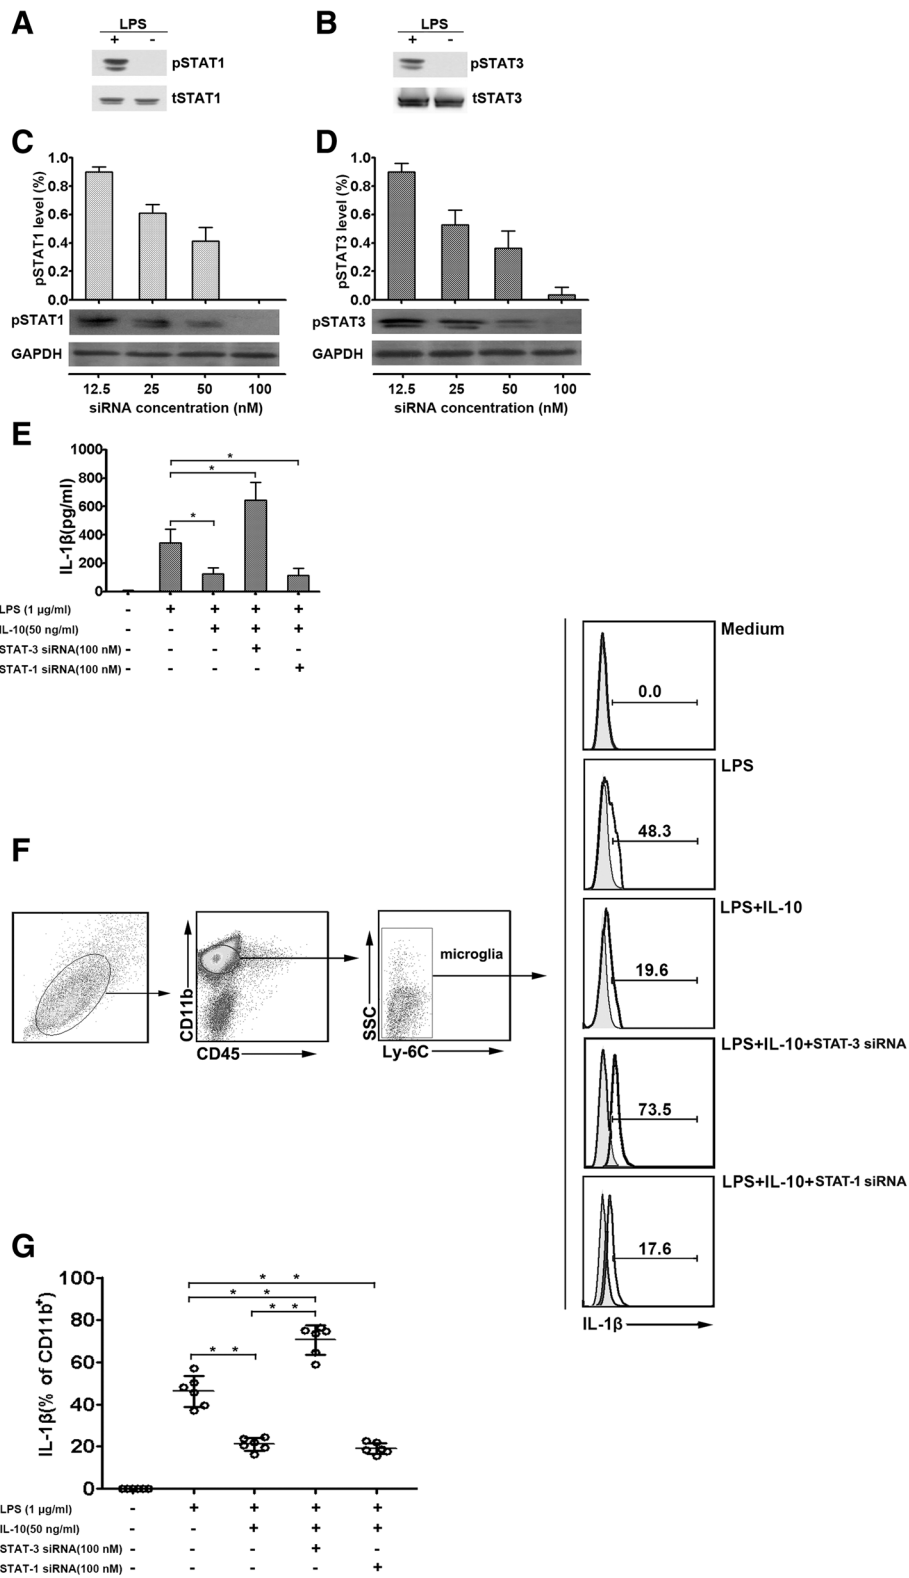 A
LPS
+ -
pSTAT1
tSTAT1
B
LPS
+ -
pSTAT3
tSTAT3
C
pSTAT1 level (%)
1.0
0.8
0.6
0.4
0.2
0.0
pSTAT1
GAPDH
12.5 25 50 100
siRNA concentration (nM)
D
pSTAT3 level (%)
1.0
0.8
0.6
0.4
0.2
0.0
pSTAT3
GAPDH
12.5 25 50 100
siRNA concentration (nM)
E
IL-1β(pg/ml)
1000
800
600
400
200
0
*
*
*
LPS (1 µg/ml) - + + + +
IL-10(50 ng/ml) - - + + +
STAT-3 siRNA(100 nM) - - - + -
STAT-1 siRNA(100 nM) - - - - +
F
CD11b
CD45
SSC
Ly-6C
microglia
Medium
0.0
LPS
48.3
LPS+IL-10
19.6
LPS+IL-10+STAT-3 siRNA
73.5
LPS+IL-10+STAT-1 siRNA
17.6
IL-1β
G
IL-1β(% of CD11b+)
100
80
60
40
20
0
* *
* *
* *
* *
LPS (1 µg/ml) - + + + +
IL-10(50 ng/ml) - - + + +
STAT-3 siRNA(100 nM) - - - + -
STAT-1 siRNA(100 nM) - - - - +